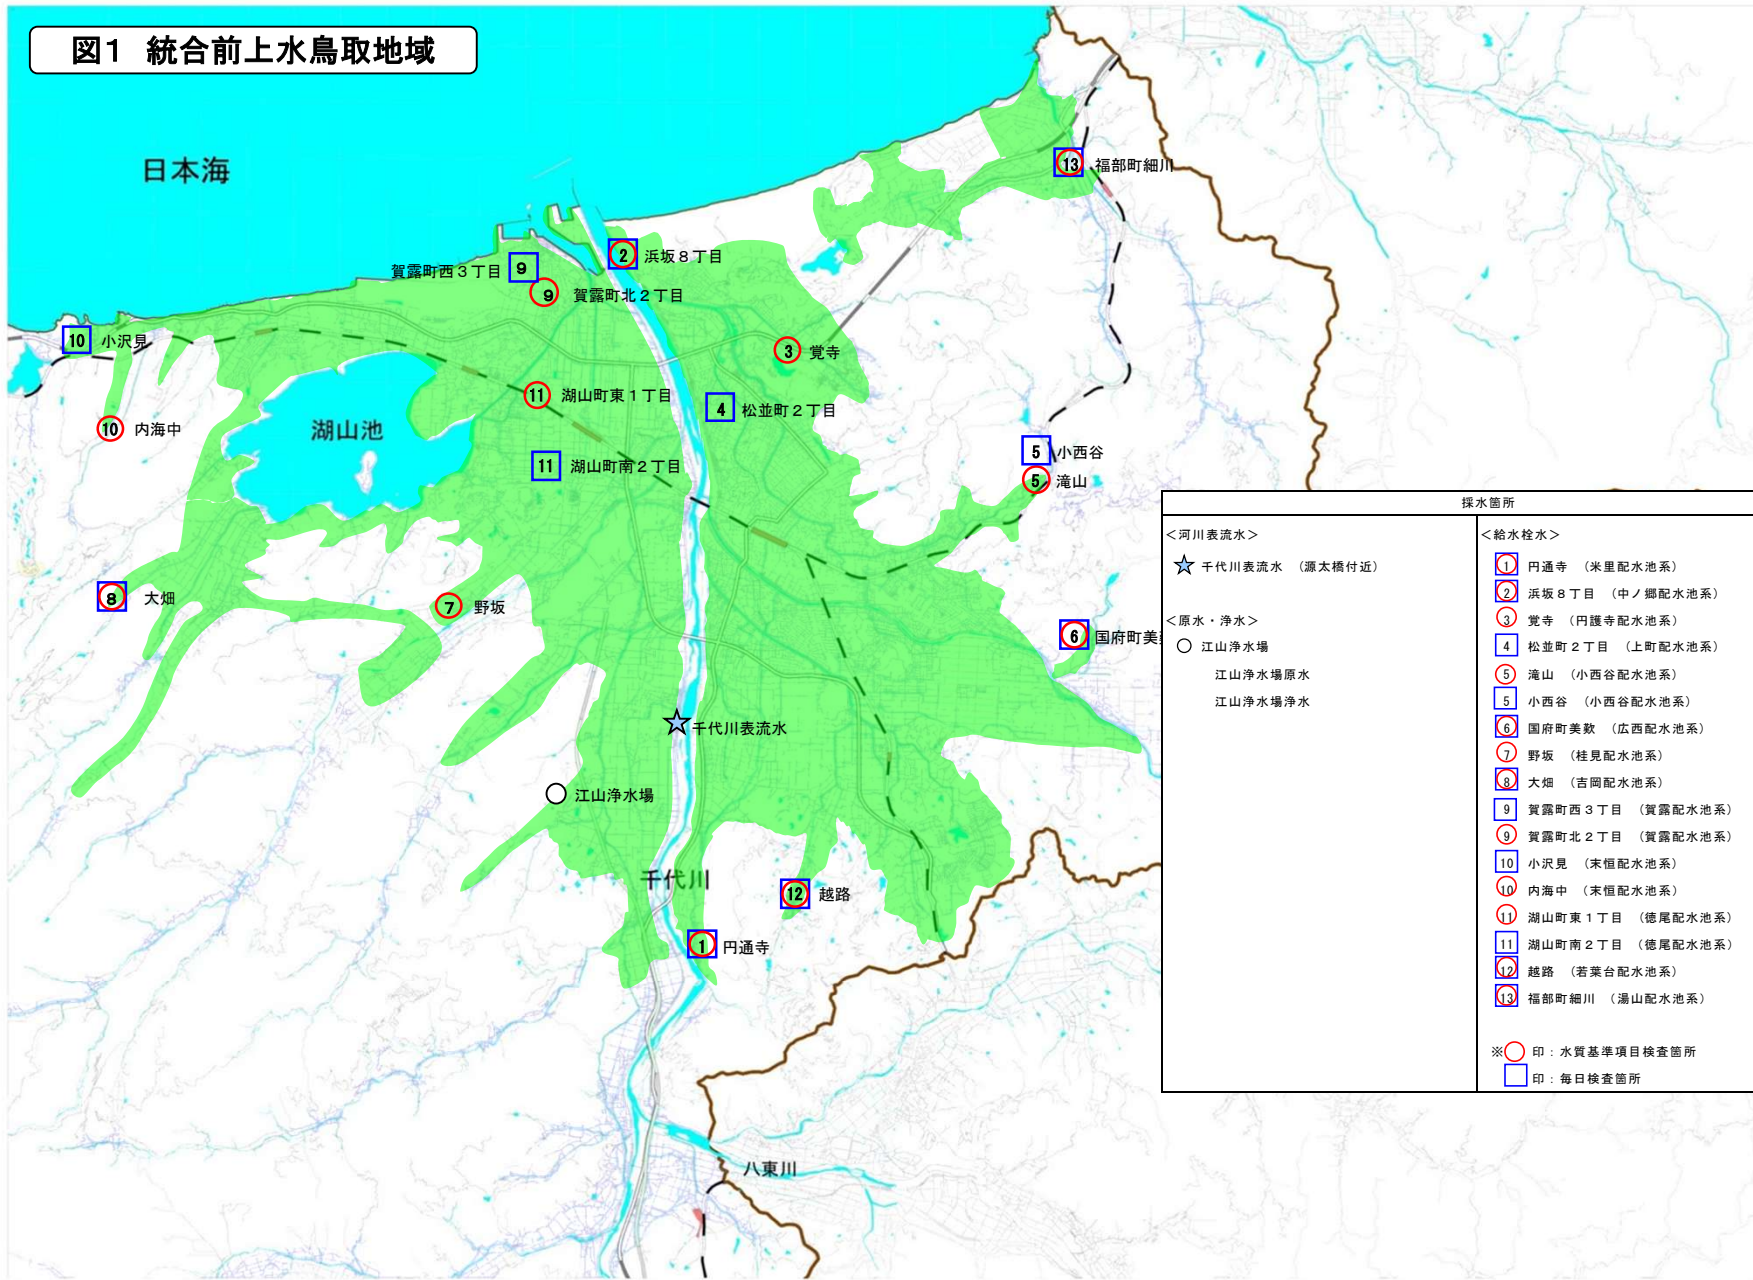 図1 統合前上水鳥取地域
日本海
13 福部町細川
2 浜坂８丁目
賀露町西３丁目 9
9 賀露町北２丁目
10 小沢見
3 覚寺
11 湖山町東１丁目
4 松並町２丁目
10 内海中
湖山池
5 小西谷
11 湖山町南２丁目
5 滝山
8 大畑
7 野坂
6 国府町美
千代川表流水
江山浄水場
千代川
12 越路
1 円通寺
八東川
採水箇所
＜河川表流水＞
千代川表流水 （源太橋付近）
＜原水・浄水＞
江山浄水場
江山浄水場原水
江山浄水場浄水
＜給水栓水＞
1 円通寺 （米里配水池系）
2 浜坂８丁目 （中ノ郷配水池系）
3 覚寺 （円護寺配水池系）
4 松並町２丁目 （上町配水池系）
5 滝山 （小西谷配水池系）
5 小西谷 （小西谷配水池系）
6 国府町美歎 （広西配水池系）
7 野坂 （桂見配水池系）
8 大畑 （吉岡配水池系）
9 賀露町西３丁目 （賀露配水池系）
9 賀露町北２丁目 （賀露配水池系）
10 小沢見 （末恒配水池系）
10 内海中 （末恒配水池系）
11 湖山町東１丁目 （徳尾配水池系）
11 湖山町南２丁目 （徳尾配水池系）
12 越路 （若葉台配水池系）
13 福部町細川 （湯山配水池系）
※ 印：水質基準項目検査箇所
印：毎日検査箇所